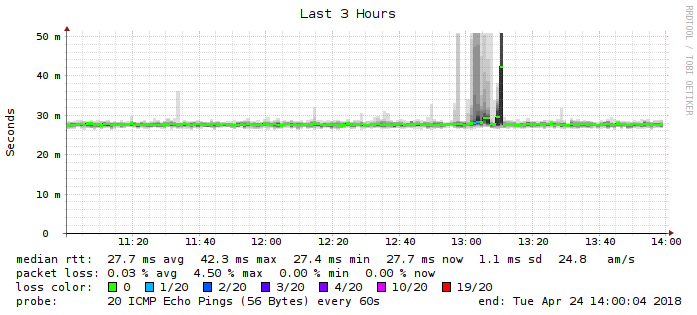 Last 3 Hours
RRDTOOL / TOBI OETIKER
Seconds
50 m
40 m
30 m
20 m
10 m
0
11:20 11:40 12:00 12:20 12:40 13:00 13:20 13:40 14:00
median rtt: 27.7 ms avg 42.3 ms max 27.4 ms min 27.7 ms now 1.1 ms sd 24.8 am/s
packet loss: 0.03 % avg 4.50 % max 0.00 % min 0.00 % now
loss color: 0 1/20 2/20 3/20 4/20 10/20 19/20
probe: 20 ICMP Echo Pings (56 Bytes) every 60s end: Tue Apr 24 14:00:04 2018